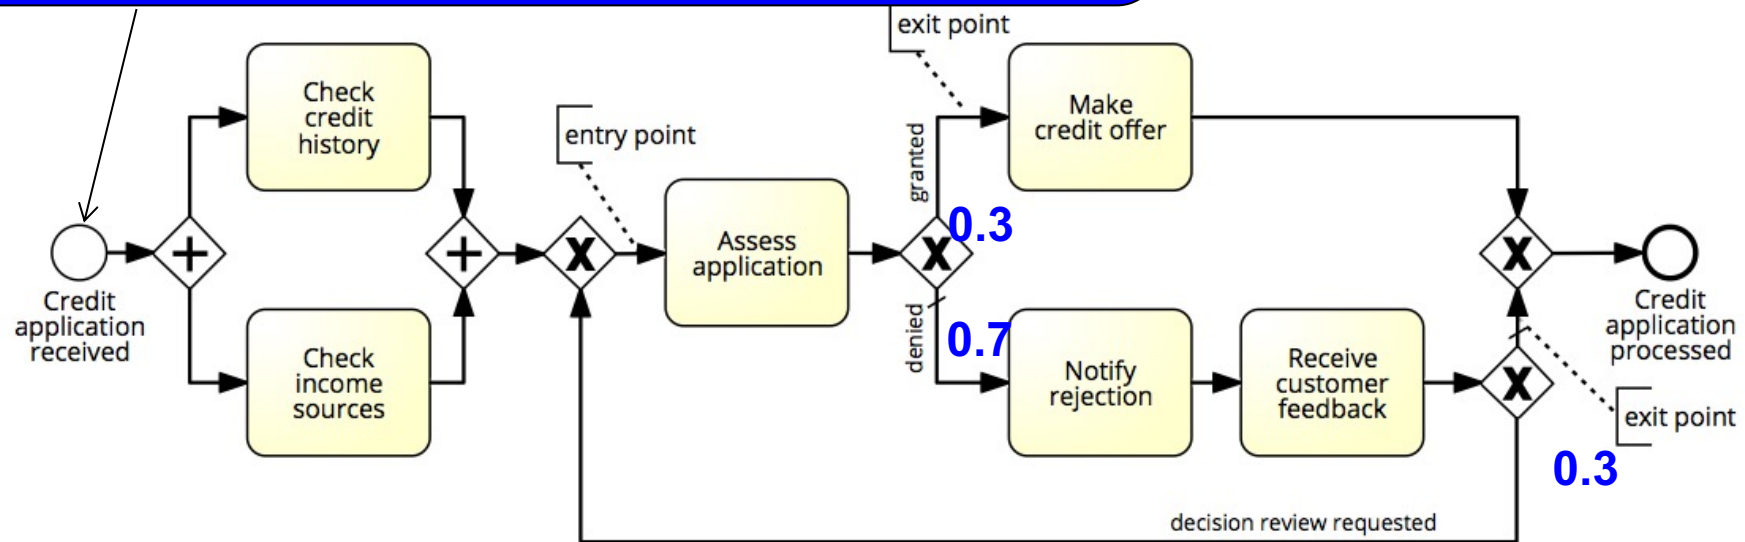 exit point
Check
credit
history
Make
credit offer
entry point
granted
0.3
Assess
application
Credit
application
received
Credit
application
processed
denied
0.7
Check
income
sources
Notify
rejection
Receive
customer
feedback
exit point
0.3
decision review requested